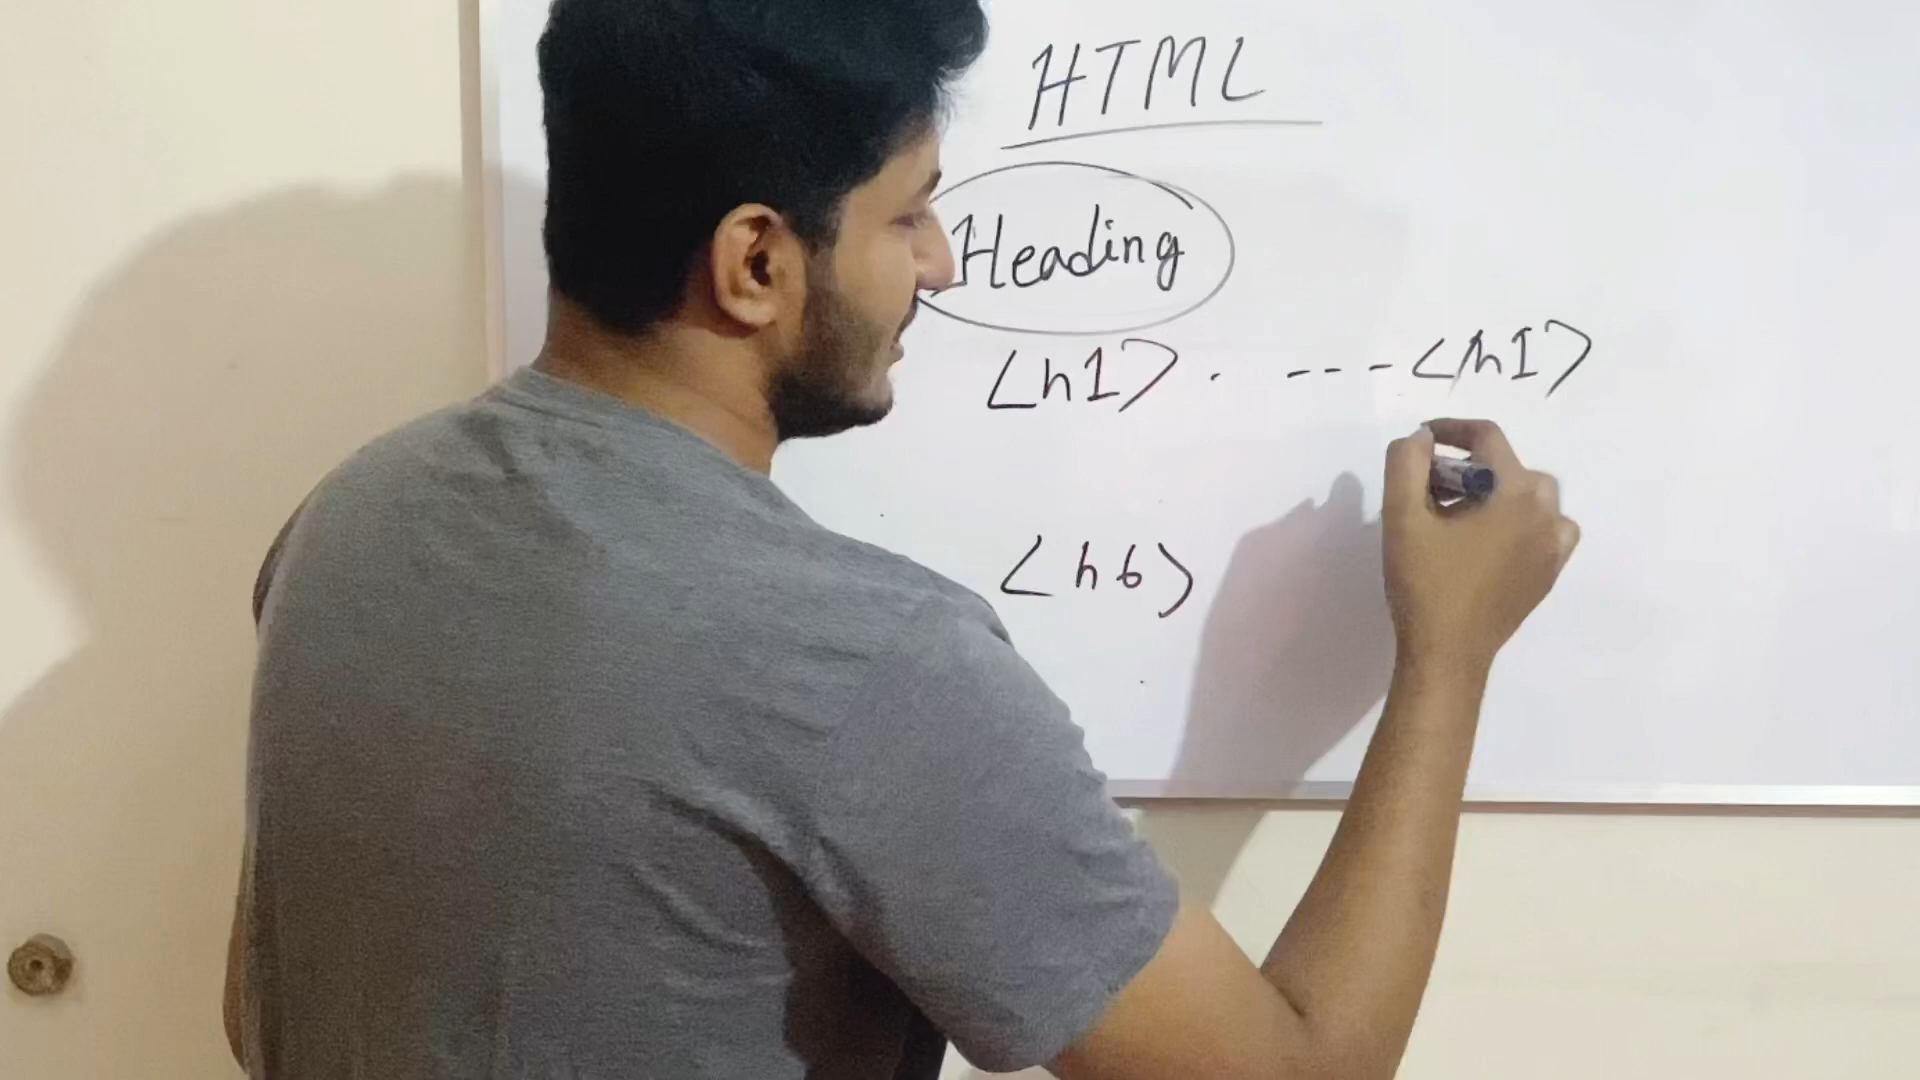 HTML
Heading
<h1> . --- </h1>
<h6>